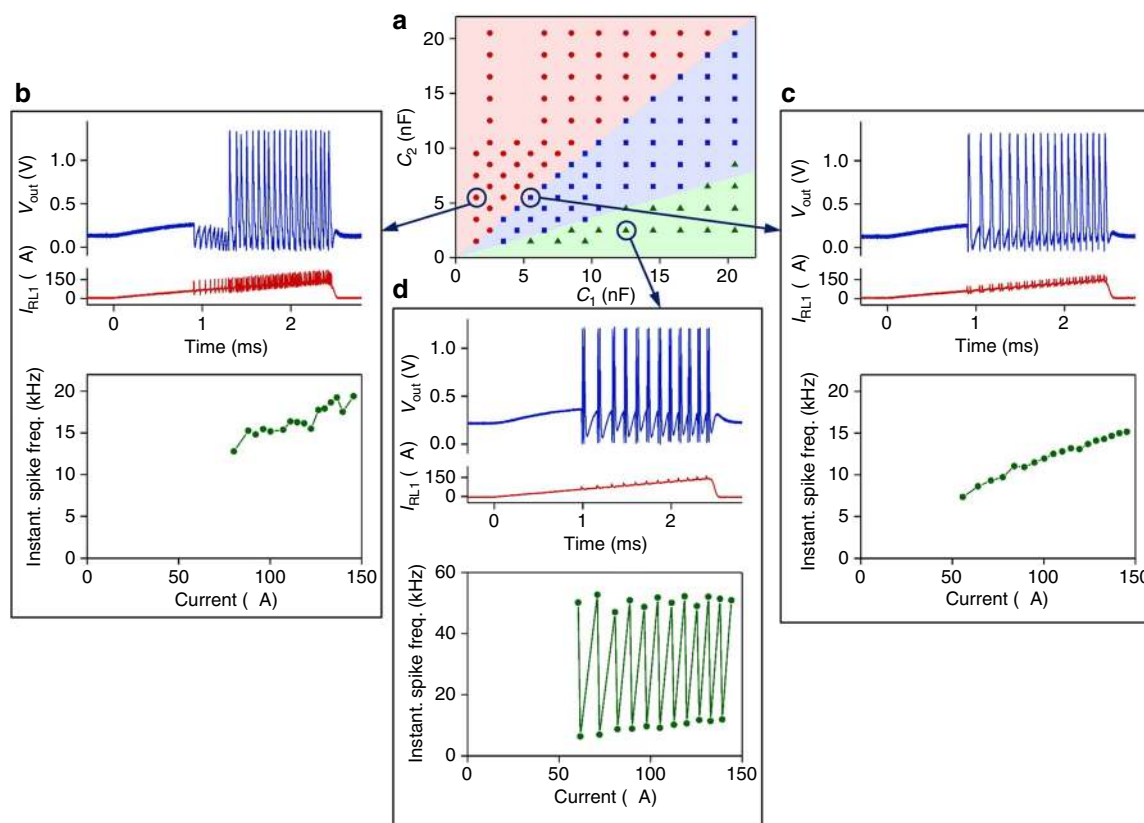 a
20
15
10
5
0
C2 (nF)
0 5 10 15 20
C1 (nF)
b
1.0
0.5
0.0
Vout (V)
150
0
IRL1 ( A)
0 1 2
Time (ms)
20
15
10
5
0
Instant. spike freq. (kHz)
0 50 100 150
Current ( A)
c
1.0
0.5
0.0
Vout (V)
150
0
IRL1 ( A)
0 1 2
Time (ms)
20
15
10
5
0
Instant. spike freq. (kHz)
0 50 100 150
Current ( A)
d
1.0
0.5
0.0
Vout (V)
150
0
IRL1 ( A)
0 1 2
Time (ms)
60
40
20
0
Instant. spike freq. (kHz)
0 50 100 150
Current ( A)